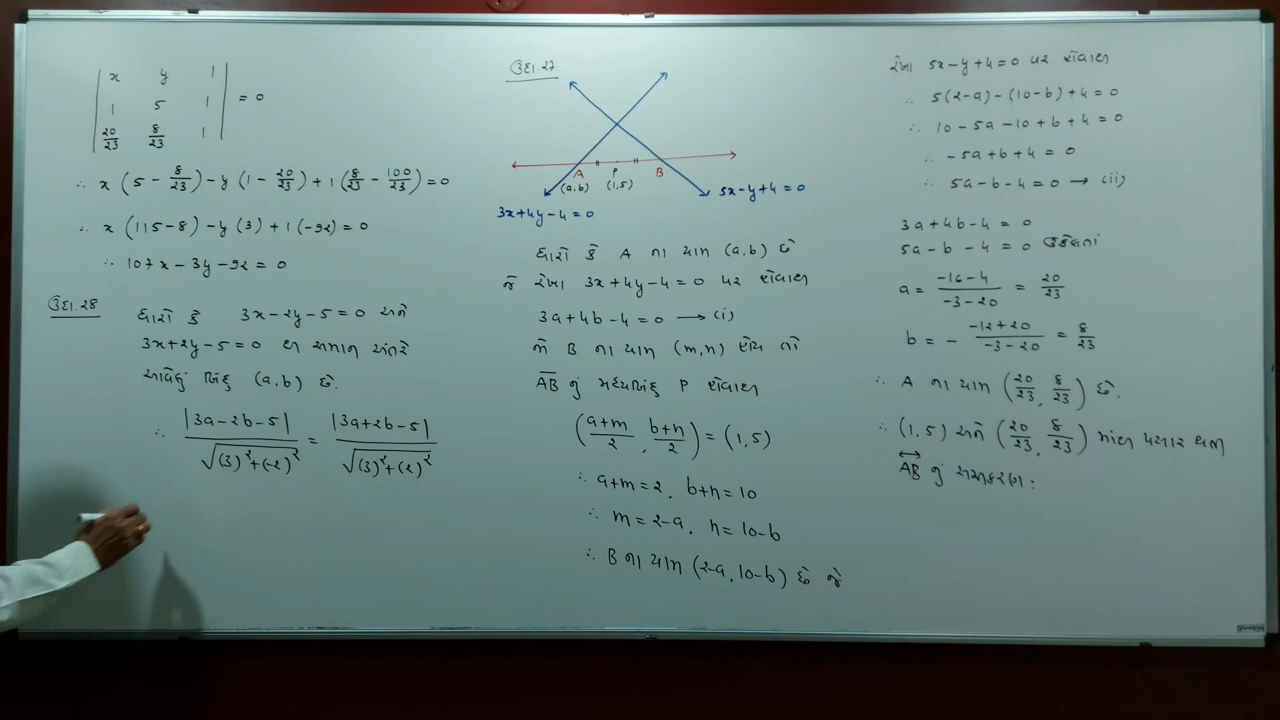 ઉદા.27
3x+4y-4=0
5x-y+4=0
A
(a,b)
P
(1,5)
B
ધારો કે A ના યામ (a,b) છે
જે રેખા 3x+4y-4=0 પર હોવાથી
3a+4b-4=0 ⟶(i)
જો B ના યામ (m,n) હોય તો
A̅B̅ નું મધ્યબિંદુ P હોવાથી
((a+m)/2, (b+n)/2) = (1,5)
∴ a+m=2, b+n=10
∴ m=2-a, n=10-b
∴ B ના યામ (2-a, 10-b) છે જે
રેખા 5x-y+4=0 પર હોવાથી
∴ 5(2-a)-(10-b)+4=0
∴ 10-5a-10+b+4=0
∴ -5a+b+4=0
∴ 5a-b-4=0 → (ii)
3a+4b-4=0
5a-b-4=0 ઉકેલતાં
a = (-16-4)/(-3-20) = 20/23
b = - (-12+20)/(-3-20) = 8/23
∴ A ના યામ (20/23, 8/23) છે.
∴ (1,5) અને (20/23, 8/23) માંથી પસાર થતી
↔AB નું સમીકરણ:
| x y 1 |
| 1 5 1 | = 0
| 20/23 8/23 1 |
∴ x(5 - 8/23) - y(1 - 20/23) + 1(8/23 - 100/23) = 0
∴ x(115-8) - y(3) + 1(-92) = 0
∴ 107x-3y-92=0
ઉદા.28
ધારો કે 3x-2y-5=0 અને
3x+2y-5=0 થી સમાન અંતરે
આવેલું બિંદુ (a,b) છે.
∴ |3a-2b-5|/√((3)²+(-2)²) = |3a+2b-5|/√((3)²+(2)²)